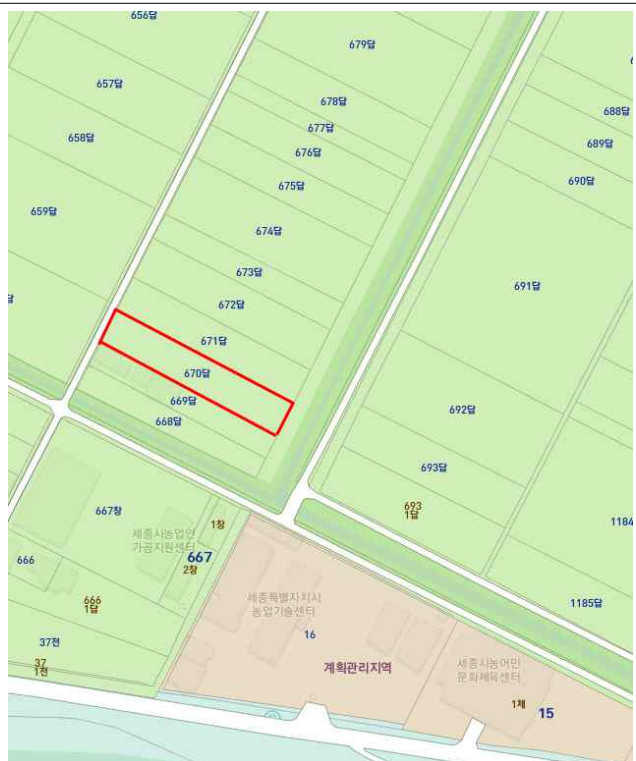 656답
679답
657답
678답
688답
677답
658답
689답
676답
690답
675답
659답
674답
673답
691답
672답
답
671답
670답
669답
692답
668답
693답
693
1답
667창
1창
1184
세종시농업인
가공지원센터
667
666
2창
666
1답
세종특별자치시
농업기술센터
1185답
16
37전
37
1전
계획관리지역
세종시농어민
문화체육센터
1체
15